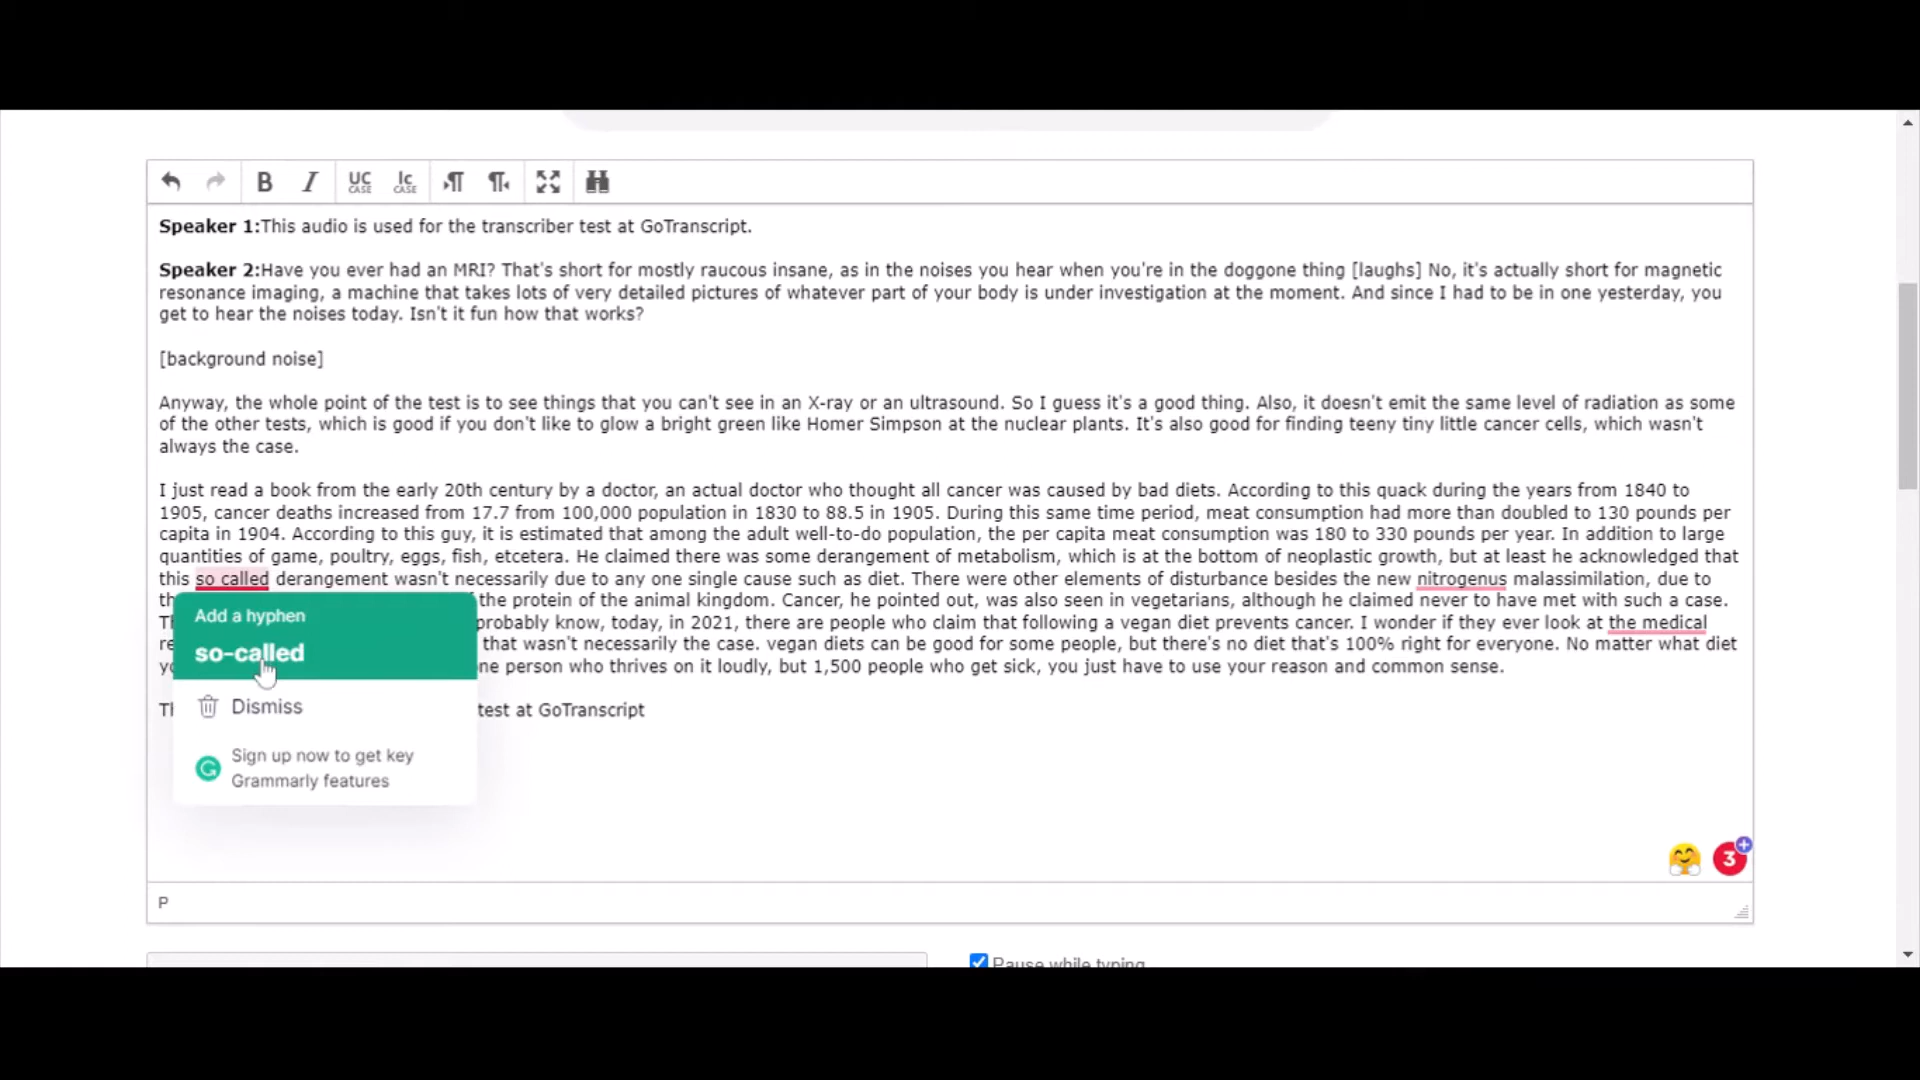 B I UC CASE lc CASE
Speaker 1:This audio is used for the transcriber test at GoTranscript.
Speaker 2:Have you ever had an MRI? That's short for mostly raucous insane, as in the noises you hear when you're in the doggone thing [laughs] No, it's actually short for magnetic
resonance imaging, a machine that takes lots of very detailed pictures of whatever part of your body is under investigation at the moment. And since I had to be in one yesterday, you
get to hear the noises today. Isn't it fun how that works?
[background noise]
Anyway, the whole point of the test is to see things that you can't see in an X-ray or an ultrasound. So I guess it's a good thing. Also, it doesn't emit the same level of radiation as some
of the other tests, which is good if you don't like to glow a bright green like Homer Simpson at the nuclear plants. It's also good for finding teeny tiny little cancer cells, which wasn't
always the case.
I just read a book from the early 20th century by a doctor, an actual doctor who thought all cancer was caused by bad diets. According to this quack during the years from 1840 to
1905, cancer deaths increased from 17.7 from 100,000 population in 1830 to 88.5 in 1905. During this same time period, meat consumption had more than doubled to 130 pounds per
capita in 1904. According to this guy, it is estimated that among the adult well-to-do population, the per capita meat consumption was 180 to 330 pounds per year. In addition to large
quantities of game, poultry, eggs, fish, etcetera. He claimed there was some derangement of metabolism, which is at the bottom of neoplastic growth, but at least he acknowledged that
this so called derangement wasn't necessarily due to any one single cause such as diet. There were other elements of disturbance besides the new nitrogenus malassimilation, due to
the protein of the animal kingdom. Cancer, he pointed out, was also seen in vegetarians, although he claimed never to have met with such a case.
probably know, today, in 2021, there are people who claim that following a vegan diet prevents cancer. I wonder if they ever look at the medical
that wasn't necessarily the case. vegan diets can be good for some people, but there's no diet that's 100% right for everyone. No matter what diet
person who thrives on it loudly, but 1,500 people who get sick, you just have to use your reason and common sense.
test at GoTranscript
Add a hyphen
so-called
Dismiss
Sign up now to get key
Grammarly features
3
P
Pause while typing